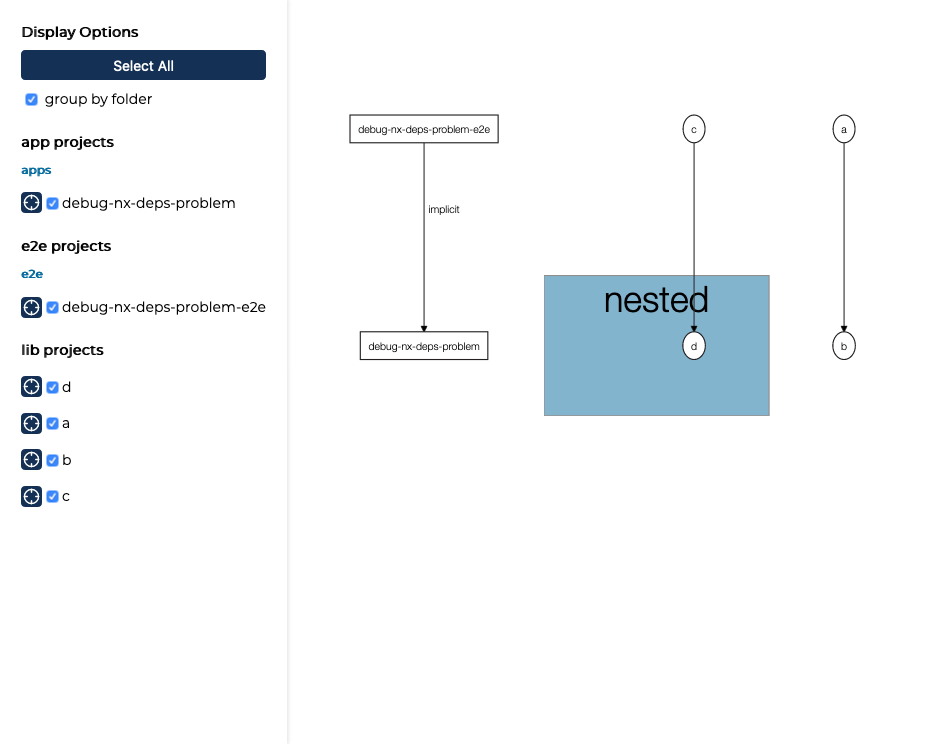 Display Options
Select All
group by folder
app projects
apps
debug-nx-deps-problem
e2e projects
e2e
debug-nx-deps-problem-e2e
lib projects
d
a
b
c
debug-nx-deps-problem-e2e
c
a
implicit
nested
debug-nx-deps-problem
d
b